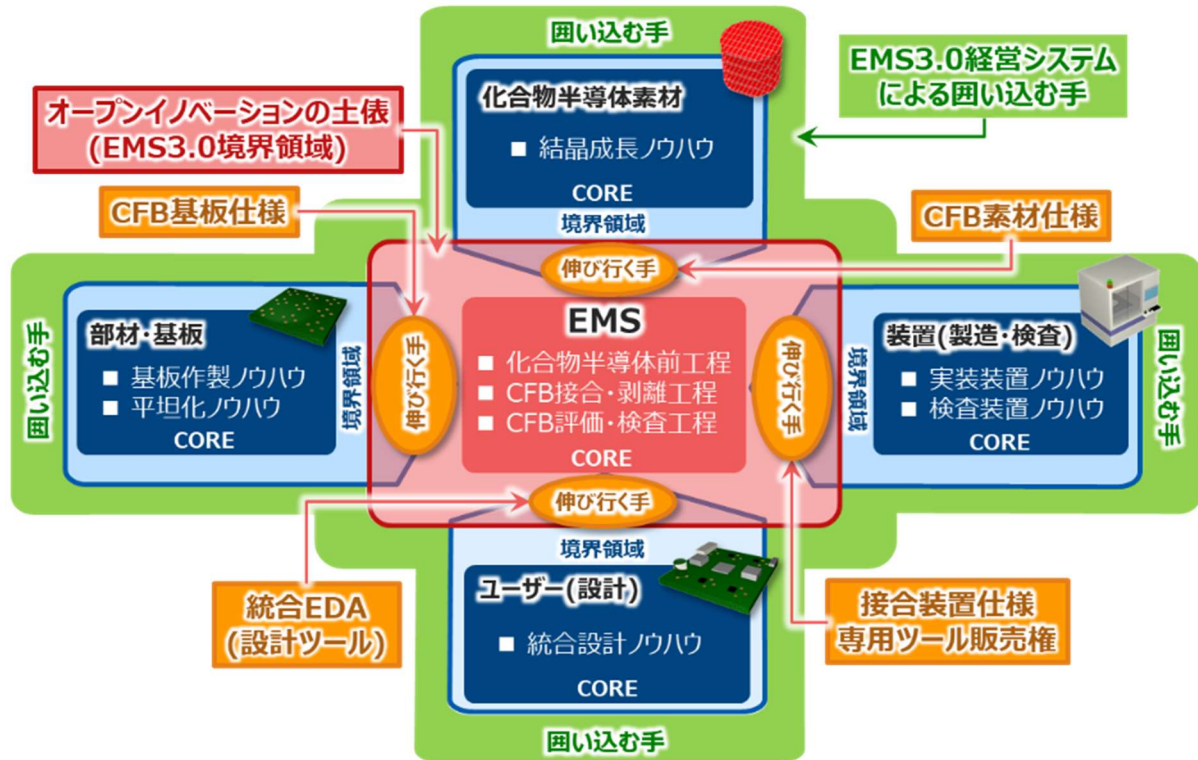 囲い込む手
化合物半導体素材
■ 結晶成長ノウハウ
CORE
境界領域
伸び行く手
EMS3.0経営システム
による囲い込む手
オープンイノベーションの土俵
(EMS3.0境界領域)
CFB基板仕様
CFB素材仕様
囲い込む手
部材・基板
■ 基板作製ノウハウ
■ 平坦化ノウハウ
CORE
境界領域
伸び行く手
EMS
■ 化合物半導体前工程
■ CFB接合・剥離工程
■ CFB評価・検査工程
CORE
伸び行く手
境界領域
装置(製造・検査)
■ 実装装置ノウハウ
■ 検査装置ノウハウ
CORE
囲い込む手
伸び行く手
境界領域
ユーザー(設計)
■ 統合設計ノウハウ
CORE
囲い込む手
統合EDA
(設計ツール)
接合装置仕様
専用ツール販売権